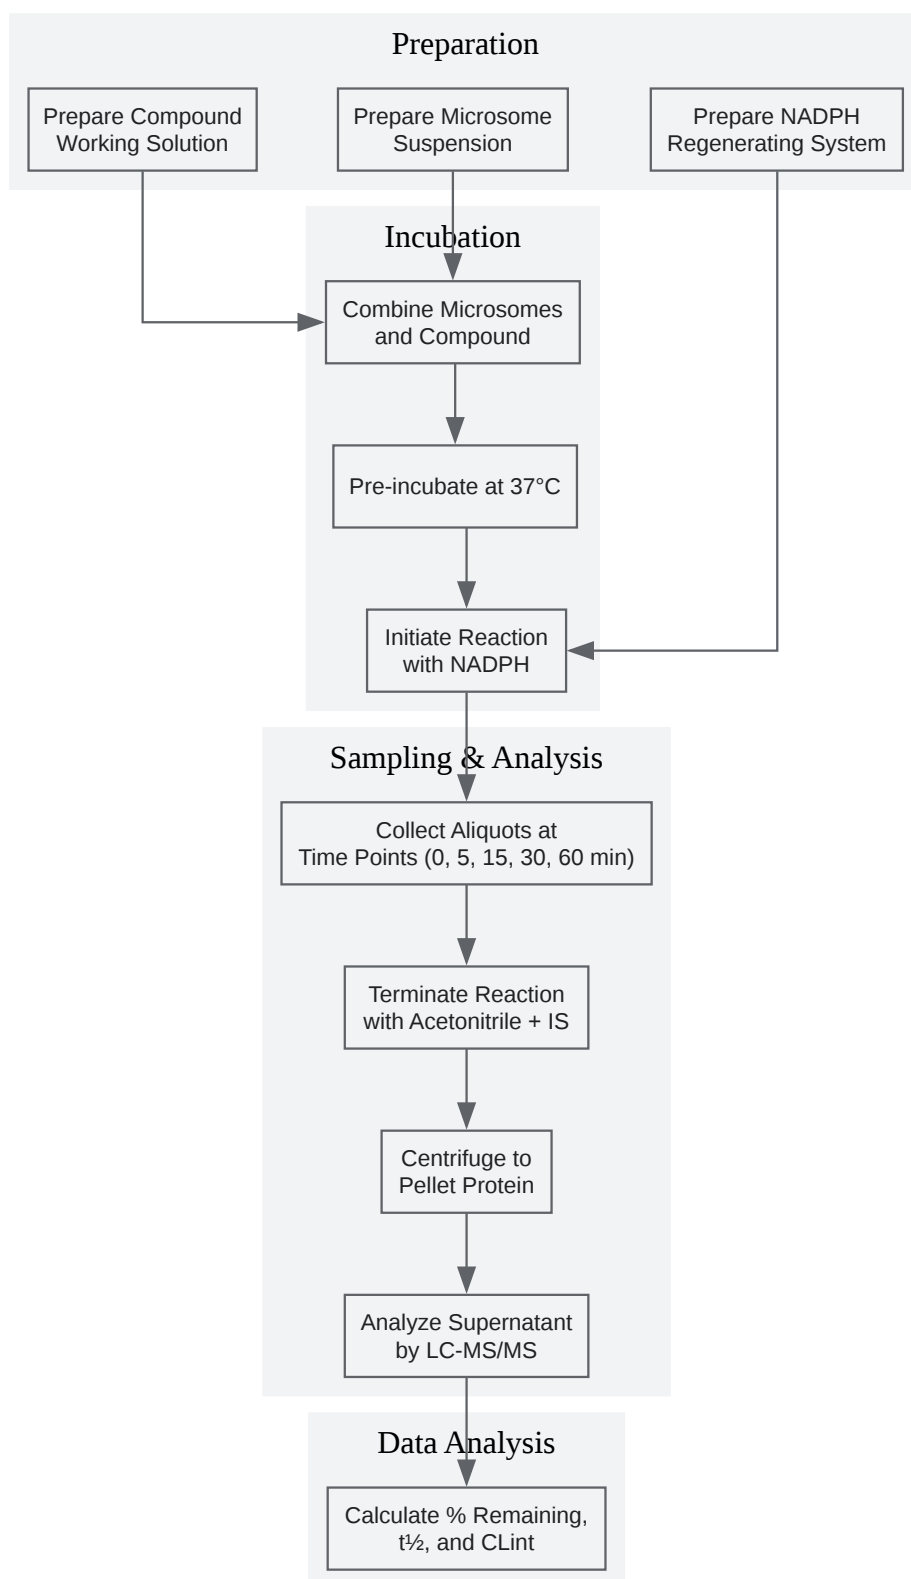 Preparation
Prepare Compound
Working Solution
Prepare Microsome
Suspension
Prepare NADPH
Regenerating System
Incubation
Combine Microsomes
and Compound
Pre-incubate at 37°C
Initiate Reaction
with NADPH
Sampling & Analysis
Collect Aliquots at
Time Points (0, 5, 15, 30, 60 min)
Terminate Reaction
with Acetonitrile + IS
Centrifuge to
Pellet Protein
Analyze Supernatant
by LC-MS/MS
Data Analysis
Calculate % Remaining,
t½, and CLint